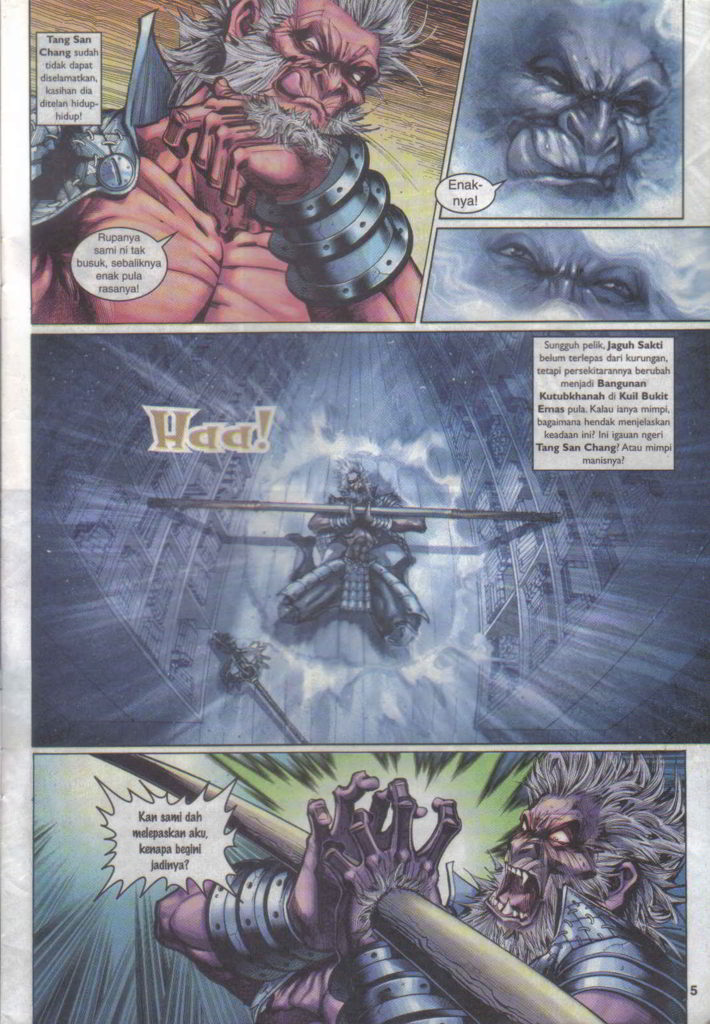 Tang San
Chang sudah
tidak dapat
diselamatkan,
kasihan dia
ditelan hidup-
hidup!
Rupanya
sami ni tak
busuk, sebaliknya
enak pula
rasanya!
Enak-
nya!
Sungguh pelik, Jaguh Sakti
belum terlepas dari kurungan,
tetapi persekitarannya berubah
menjadi Bangunan
Kutubkhanah di Kuil Bukit
Emas pula. Kalau ianya mimpi,
bagaimana hendak menjelaskan
keadaan ini? Ini igauan ngeri
Tang San Chang? Atau mimpi
manisnya?
Haa!
Kan sami dah
melepaskan aku,
kenapa begini
jadinya?
5